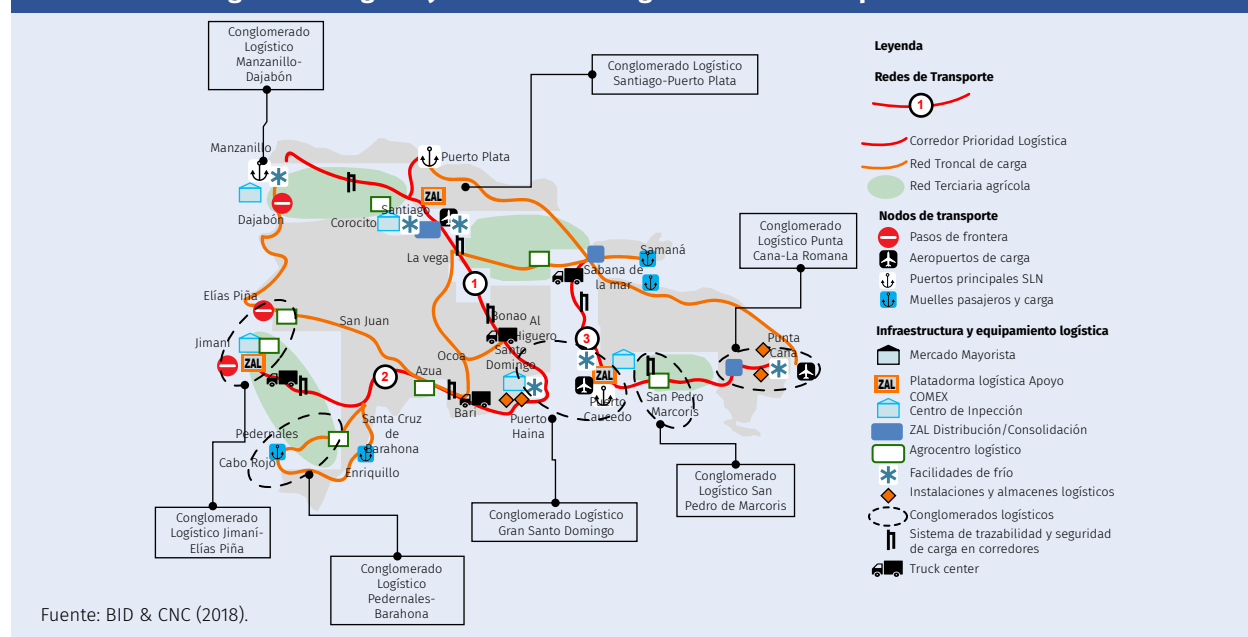 Conglomerado
Logístico
Manzanillo-
Dajabón
Conglomerado Logístico
Santiago-Puerto Plata
Conglomerado
Logístico Punta
Cana-La Romana
Manzanillo
Puerto Plata
ZAL
Dajabón
Santiago
Corocito
La vega
Samaná
Sabana de
la mar
1
Elías Piña
San Juan
Bonao
Al
Higuero
3
Jimaní
ZAL
Ocoa
Santo
Domingo
Punta
Cana
2
Azua
ZAL
Bari
Puerto
Caucedo
San Pedro
Marcoris
Santa Cruz
de
Barahona
Puerto
Haina
Pedernales
Cabo Rojo
Enriquillo
Conglomerado
Logístico Jimaní-
Elías Piña
Conglomerado
Logístico
Pedernales-
Barahona
Conglomerado Logístico
Gran Santo Domingo
Conglomerado
Logístico San
Pedro de Marcoris
Leyenda
Redes de Transporte
1
Corredor Prioridad Logística
Red Troncal de carga
Red Terciaria agrícola
Nodos de transporte
Pasos de frontera
Aeropuertos de carga
Puertos principales SLN
Muelles pasajeros y carga
Infraestructura y equipamiento logística
Mercado Mayorista
ZAL
Platadorma logística Apoyo
COMEX
Centro de Inpección
ZAL Distribución/Consolidación
Agrocentro logístico
Facilidades de frío
Instalaciones y almacenes logísticos
Conglomerados logísticos
Sistema de trazabilidad y seguridad
de carga en corredores
Truck center
Fuente: BID & CNC (2018).